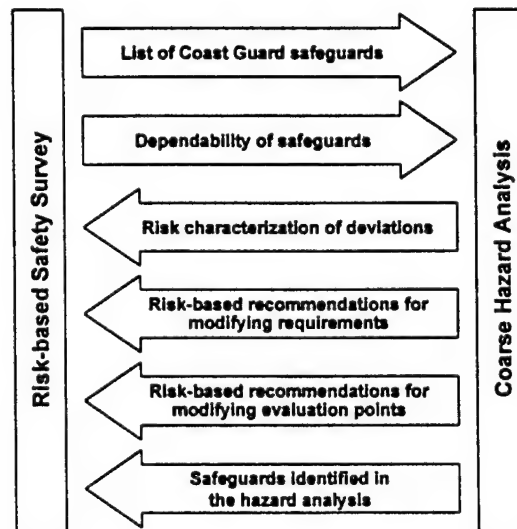 Risk-based Safety Survey
List of Coast Guard safeguards
Dependability of safeguards
Risk characterization of deviations
Risk-based recommendations for
modifying requirements
Risk-based recommendations for
modifying evaluation points
Safeguards identified in
the hazard analysis
Coarse Hazard Analysis